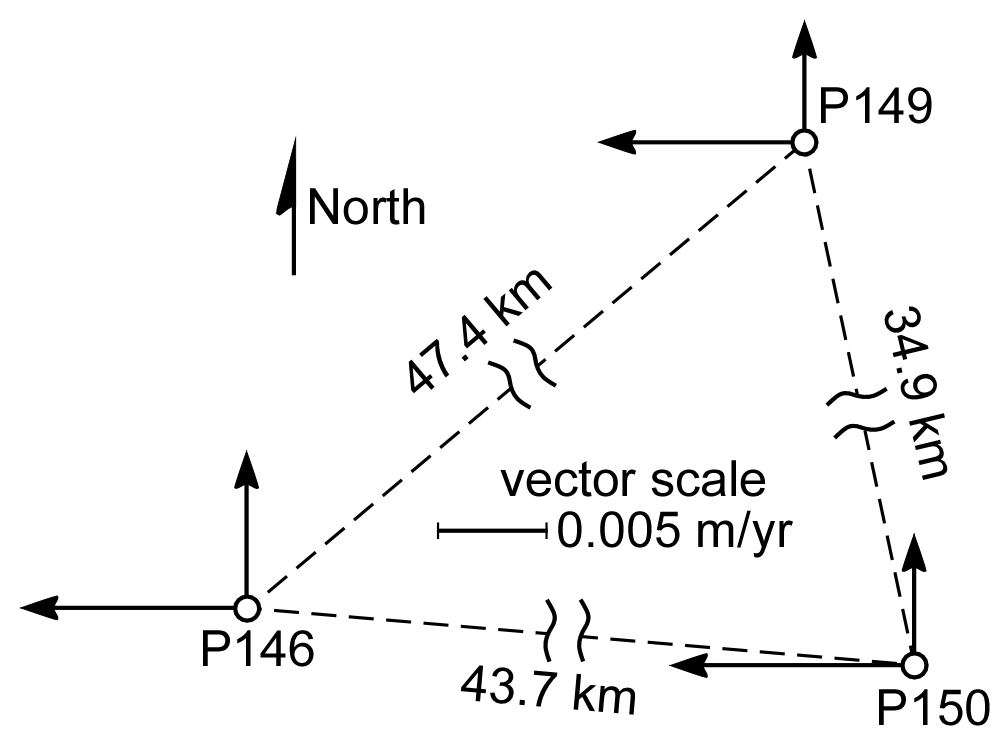 P149
North
47.4 km
34.9 km
vector scale
0.005 m/yr
P146
43.7 km
P150